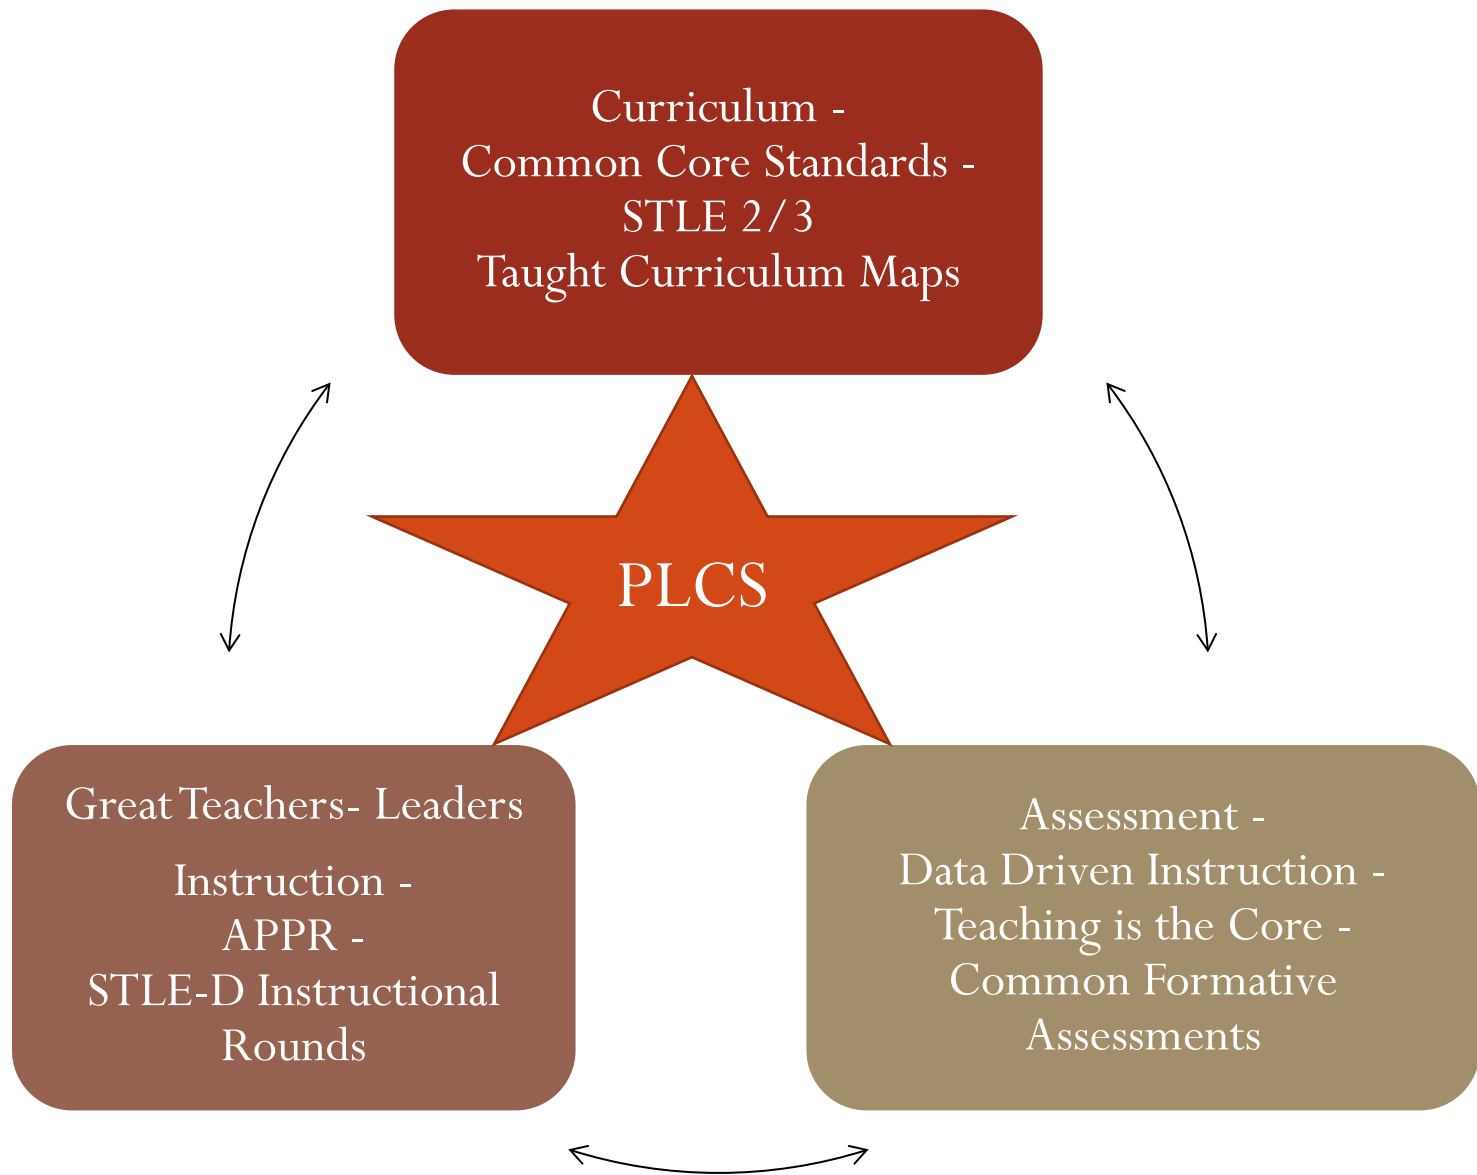 Curriculum -
Common Core Standards -
STLE 2/3
Taught Curriculum Maps
PLCS
Great Teachers- Leaders
Instruction -
APPR -
STLE-D Instructional
Rounds
Assessment -
Data Driven Instruction -
Teaching is the Core -
Common Formative
Assessments